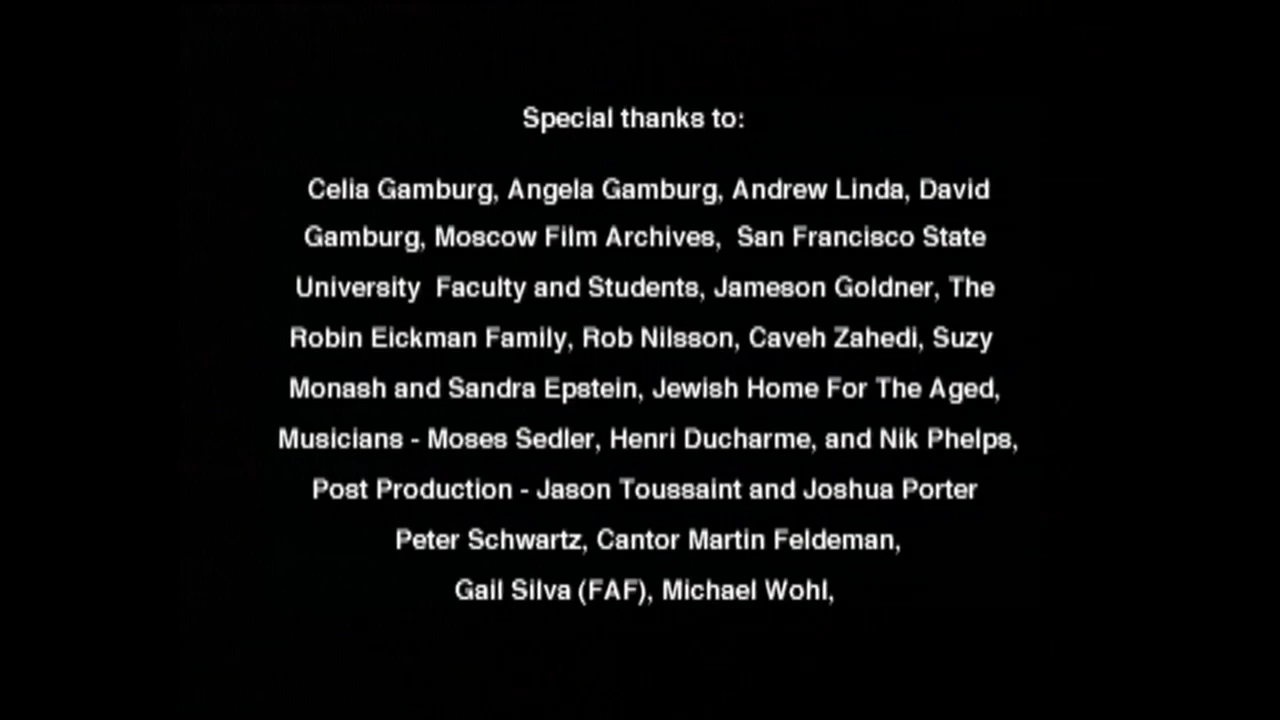 Special thanks to:
Celia Gamburg, Angela Gamburg, Andrew Linda, David
Gamburg, Moscow Film Archives,  San Francisco State
University  Faculty and Students, Jameson Goldner, The
Robin Eickman Family, Rob Nilsson, Caveh Zahedi, Suzy
Monash and Sandra Epstein, Jewish Home For The Aged,
Musicians - Moses Sedler, Henri Ducharme, and Nik Phelps,
Post Production - Jason Toussaint and Joshua Porter
Peter Schwartz, Cantor Martin Feldeman,
Gail Silva (FAF), Michael Wohl,